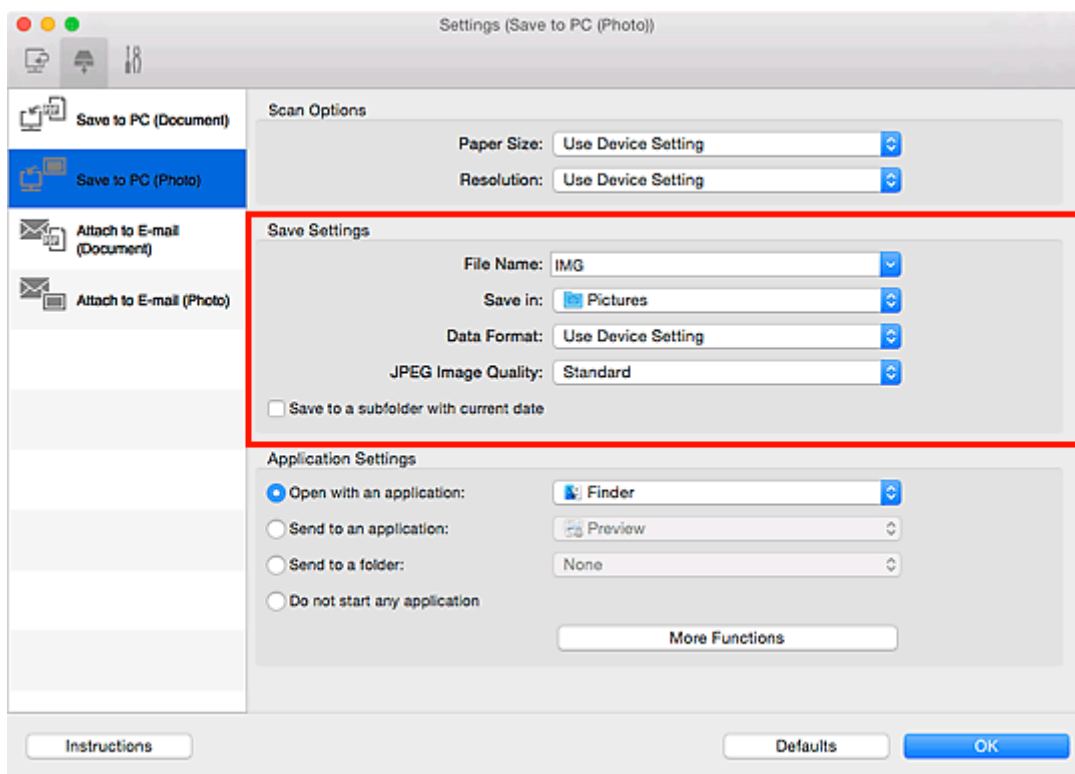 Settings (Save to PC (Photo))
Save to PC (Document)
Save to PC (Photo)
Attach to E-mail
(Document)
Attach to E-mail (Photo)
Scan Options
Paper Size: Use Device Setting
Resolution: Use Device Setting
Save Settings
File Name: IMG
Save in: Pictures
Data Format: Use Device Setting
JPEG Image Quality: Standard
Save to a subfolder with current date
Application Settings
Open with an application: Finder
Send to an application: Preview
Send to a folder: None
Do not start any application
More Functions
Instructions
Defaults
OK